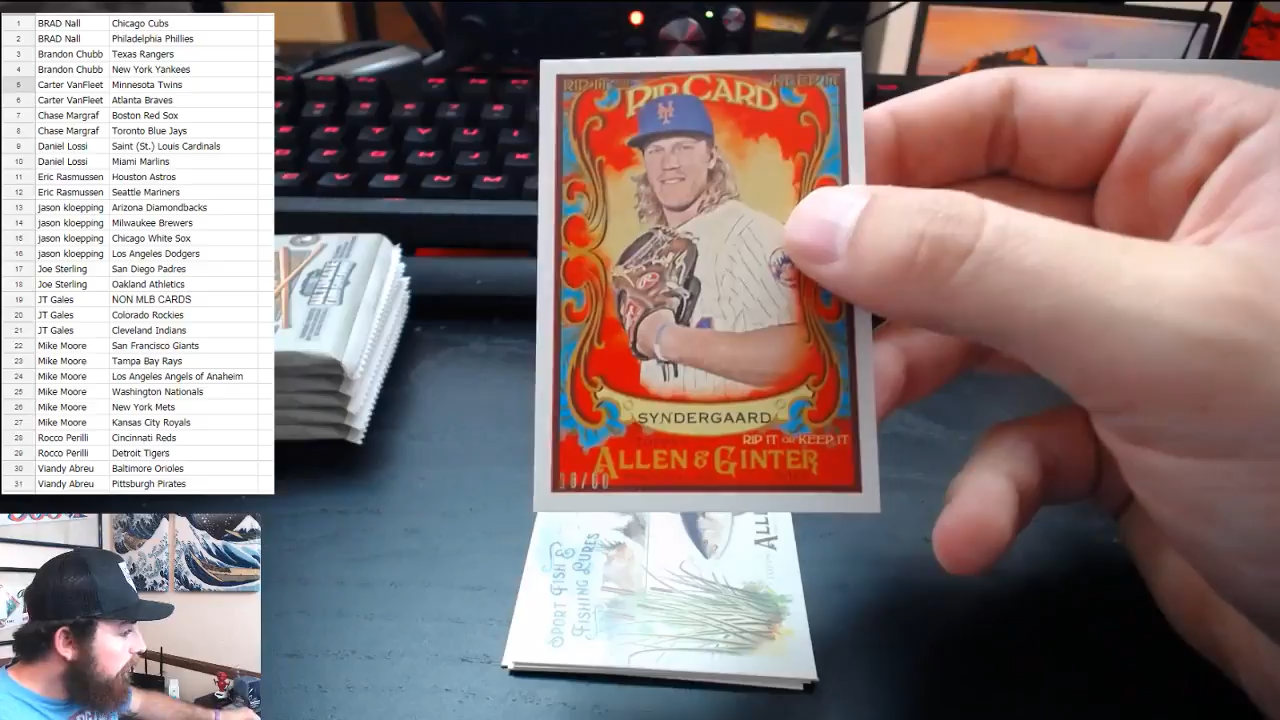 1 BRAD Nall Chicago Cubs
2 BRAD Nall Philadelphia Phillies
3 Brandon Chubb Texas Rangers
4 Brandon Chubb New York Yankees
5 Carter VanFleet Minnesota Twins
6 Carter VanFleet Atlanta Braves
7 Chase Margraf Boston Red Sox
8 Chase Margraf Toronto Blue Jays
9 Daniel Lossi Saint (St.) Louis Cardinals
10 Daniel Lossi Miami Marlins
11 Eric Rasmussen Houston Astros
12 Eric Rasmussen Seattle Mariners
13 jason kloepping Arizona Diamondbacks
14 jason kloepping Milwaukee Brewers
15 jason kloepping Chicago White Sox
16 jason kloepping Los Angeles Dodgers
17 Joe Sterling San Diego Padres
18 Joe Sterling Oakland Athletics
19 JT Gales NON MLB CARDS
20 JT Gales Colorado Rockies
21 JT Gales Cleveland Indians
22 Mike Moore San Francisco Giants
23 Mike Moore Tampa Bay Rays
24 Mike Moore Los Angeles Angels of Anaheim
25 Mike Moore Washington Nationals
26 Mike Moore New York Mets
27 Mike Moore Kansas City Royals
28 Rocco Perilli Cincinnati Reds
29 Rocco Perilli Detroit Tigers
30 Viandy Abreu Baltimore Orioles
31 Viandy Abreu Pittsburgh Pirates
RIP CARD
NY
SYNDERGAARD
RIP IT OR KEEP IT
ALLEN & GINTER
SPORT FISH &
FISHING LURES